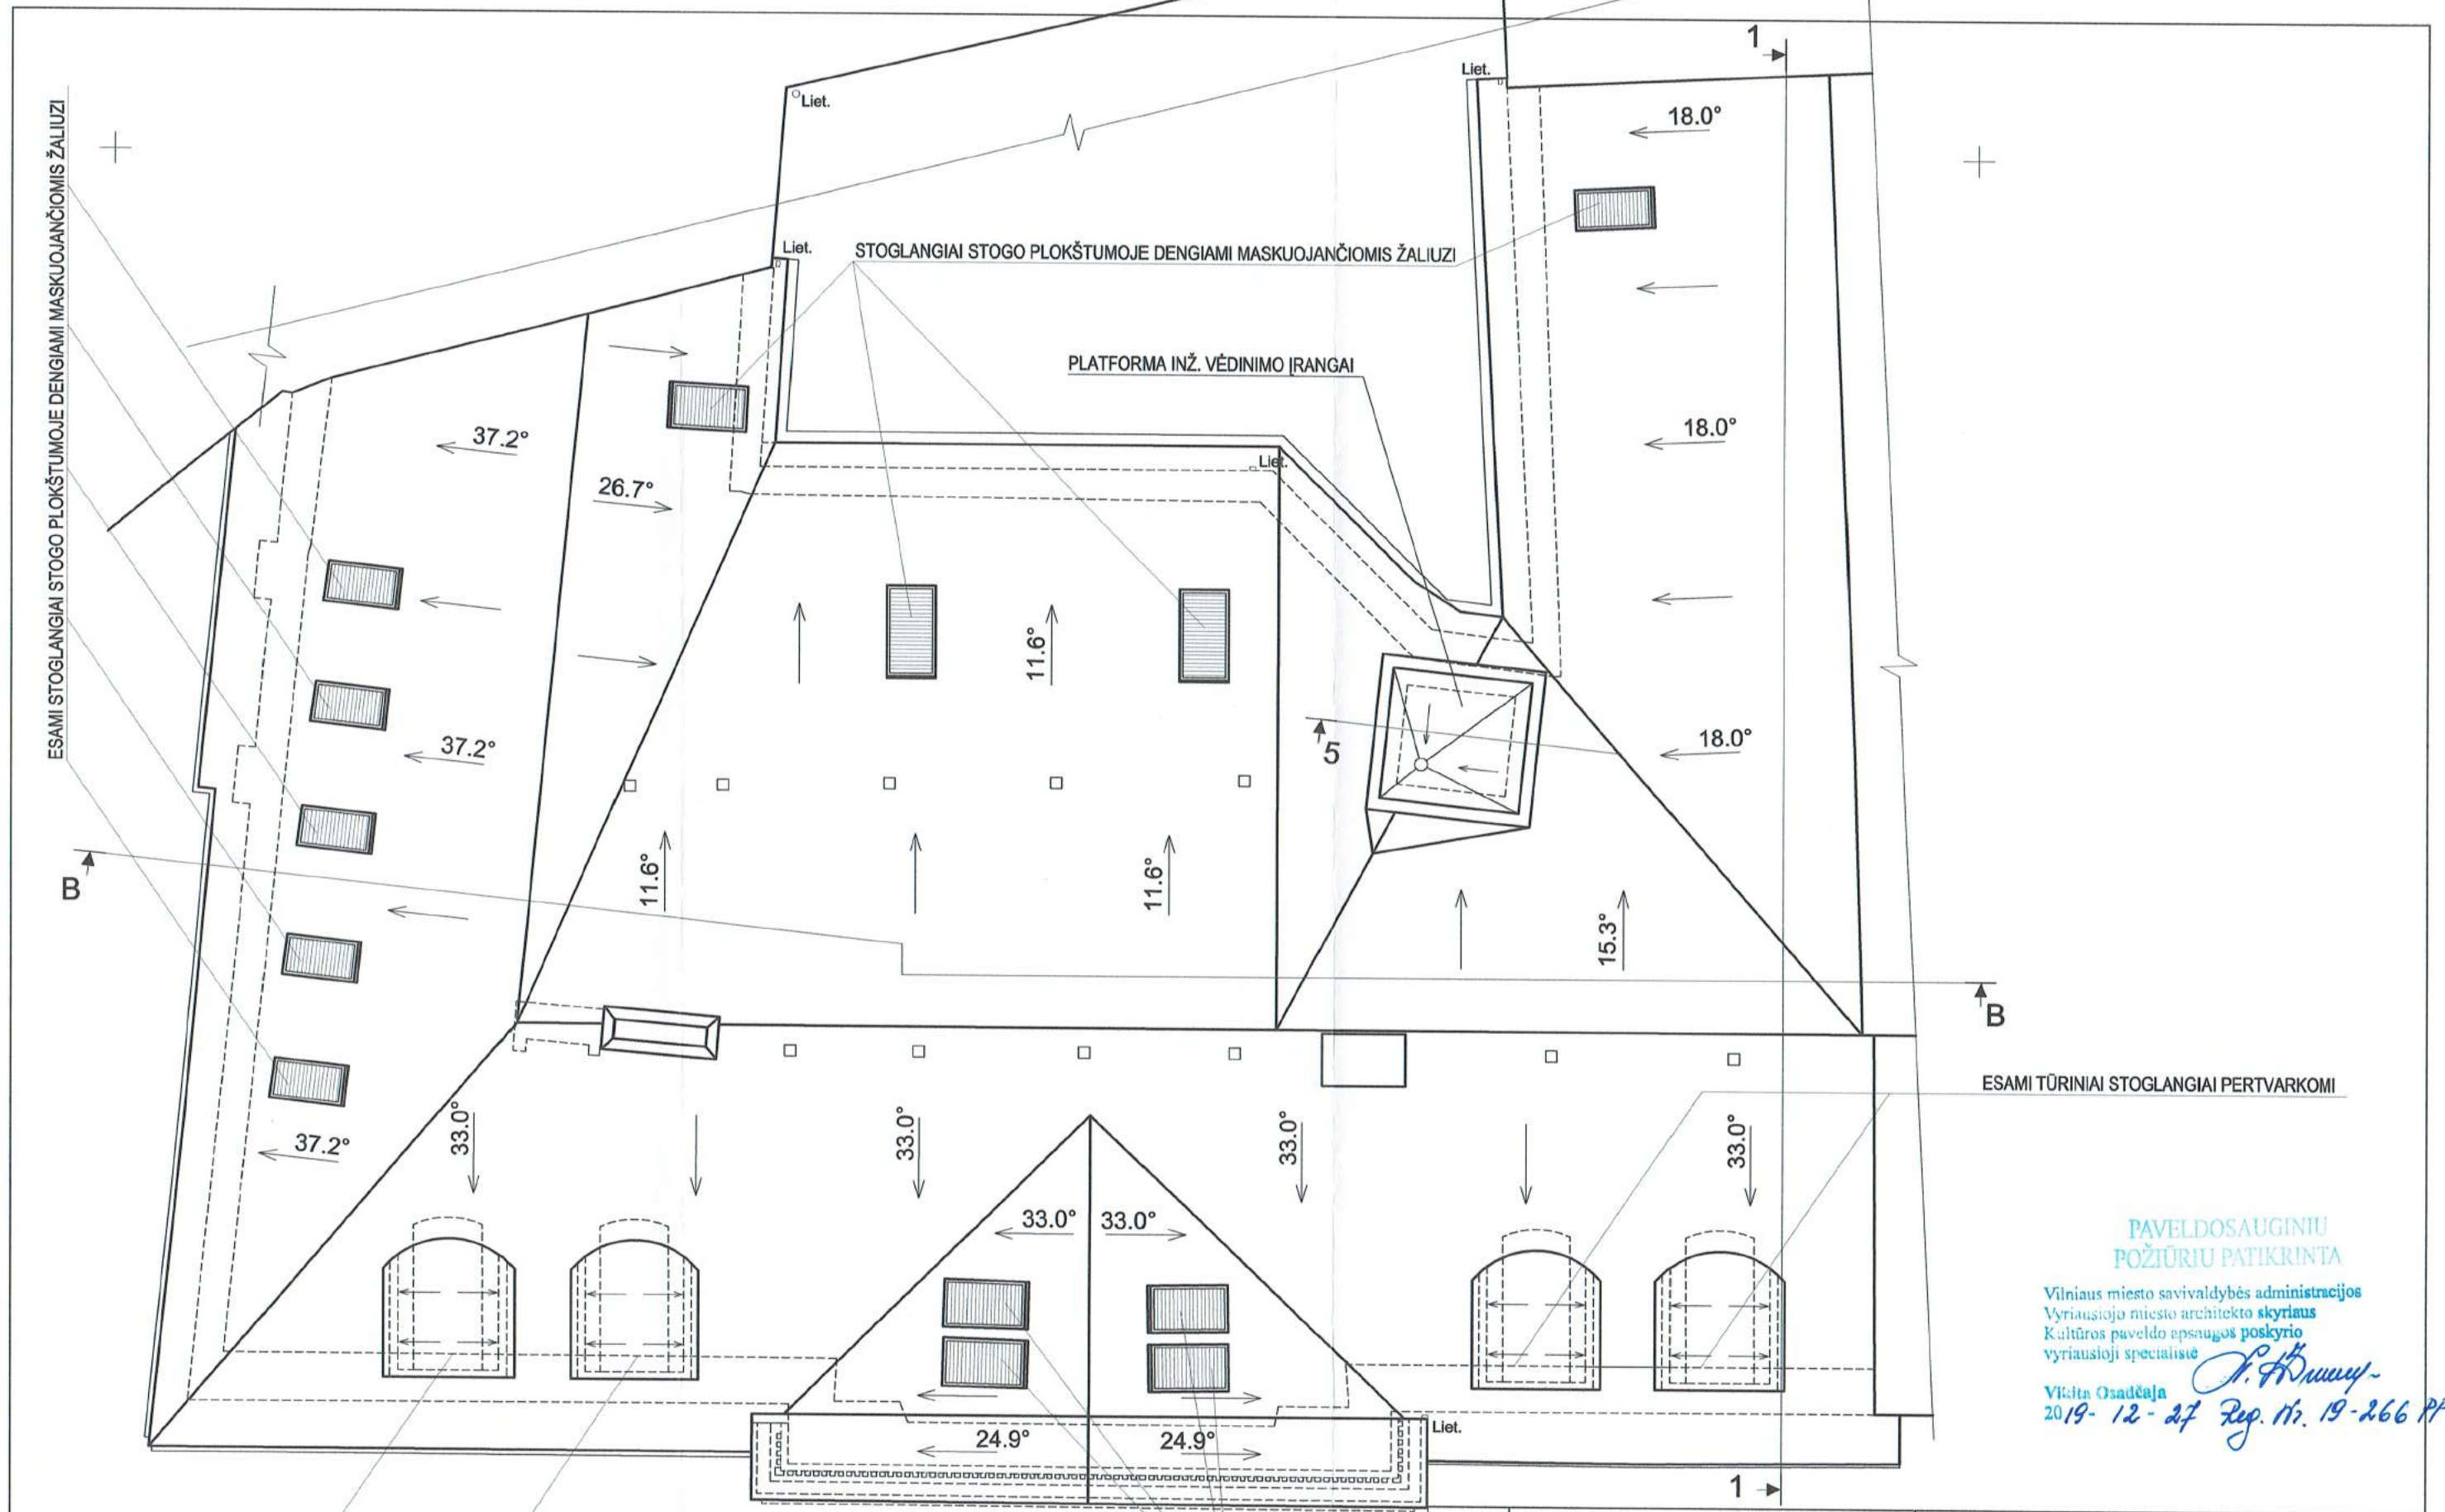 1
Liet.
Liet.
18.0°
ESAMI STOGLANGIAI STOGO PLOKŠTUMOJE DENGIAMI MASKUOJANČIOMIS ŽALIUZI
Liet.
STOGLANGIAI STOGO PLOKŠTUMOJE DENGIAMI MASKUOJANČIOMIS ŽALIUZI
PLATFORMA INŽ. VĖDINIMO ĮRANGAI
37.2°
18.0°
Liet.
26.7°
11.6°
37.2°
5
18.0°
B
11.6°
11.6°
15.3°
B
ESAMI TŪRINIAI STOGLANGIAI PERTVARKOMI
37.2°
33.0°
33.0°
33.0°
33.0°
33.0°
33.0°
PAVELDOSAUGINIU
POŽIŪRIU PATIKRINTA
Vilniaus miesto savivaldybės administracijos
Vyriausiojo miesto architekto skyriaus
Kultūros paveldo apsaugos poskyrio
vyriausioji specialistė
Osadčaja
2019-12-27 Reg. Nr. 19-266
Liet.
24.9°
24.9°
1